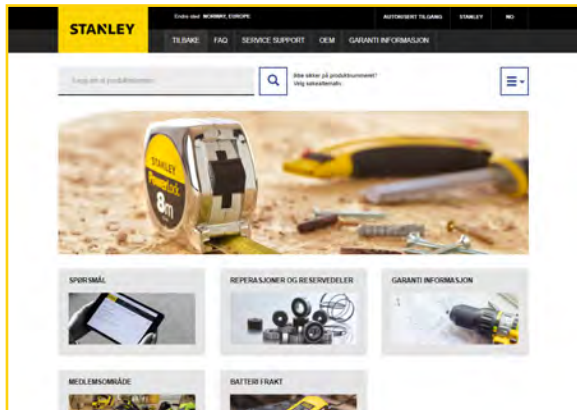 STANLEY
Endre sted NORWAY, EUROPE
AUTORISERT TILGANG STANLEY NO
TILBAKE FAQ SERVICE SUPPORT OEM GARANTI INFORMASJON
Ikke sikker på produktnummeret?
Velg søkealternativ.
STANLEY
PowerLock
8m
SPØRSMÅL
REPERASJONER OG RESERVEDELER
GARANTI INFORMASJON
MEDLEMSOMRÅDE
BATTERI FRAKT